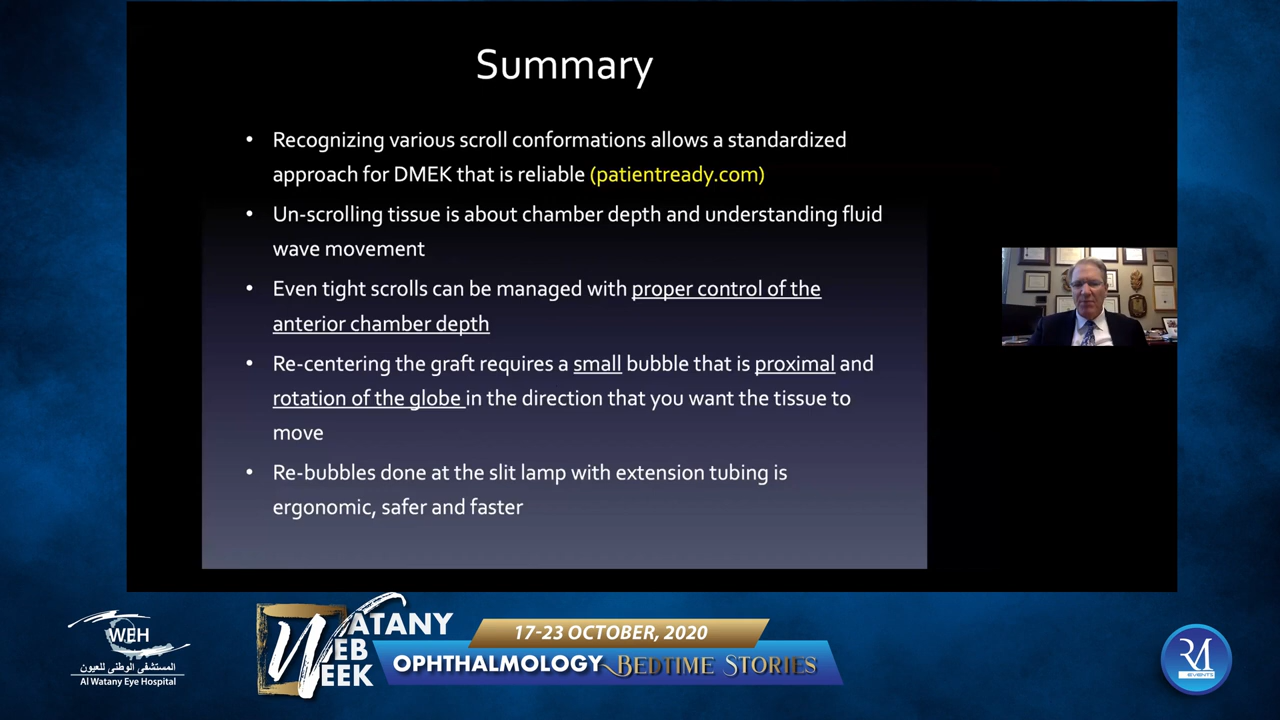 Summary
• Recognizing various scroll conformations allows a standardized
approach for DMEK that is reliable (patientready.com)
• Un-scrolling tissue is about chamber depth and understanding fluid
wave movement
• Even tight scrolls can be managed with proper control of the
anterior chamber depth
• Re-centering the graft requires a small bubble that is proximal and
rotation of the globe in the direction that you want the tissue to
move
• Re-bubbles done at the slit lamp with extension tubing is
ergonomic, safer and faster
WEH
المستشفى الوطني للعيون
Al Watany Eye Hospital
WATANY
WEB
WEEK
17-23 OCTOBER, 2020
OPHTHALMOLOGY BEDTIME STORIES
RM
EVENTS